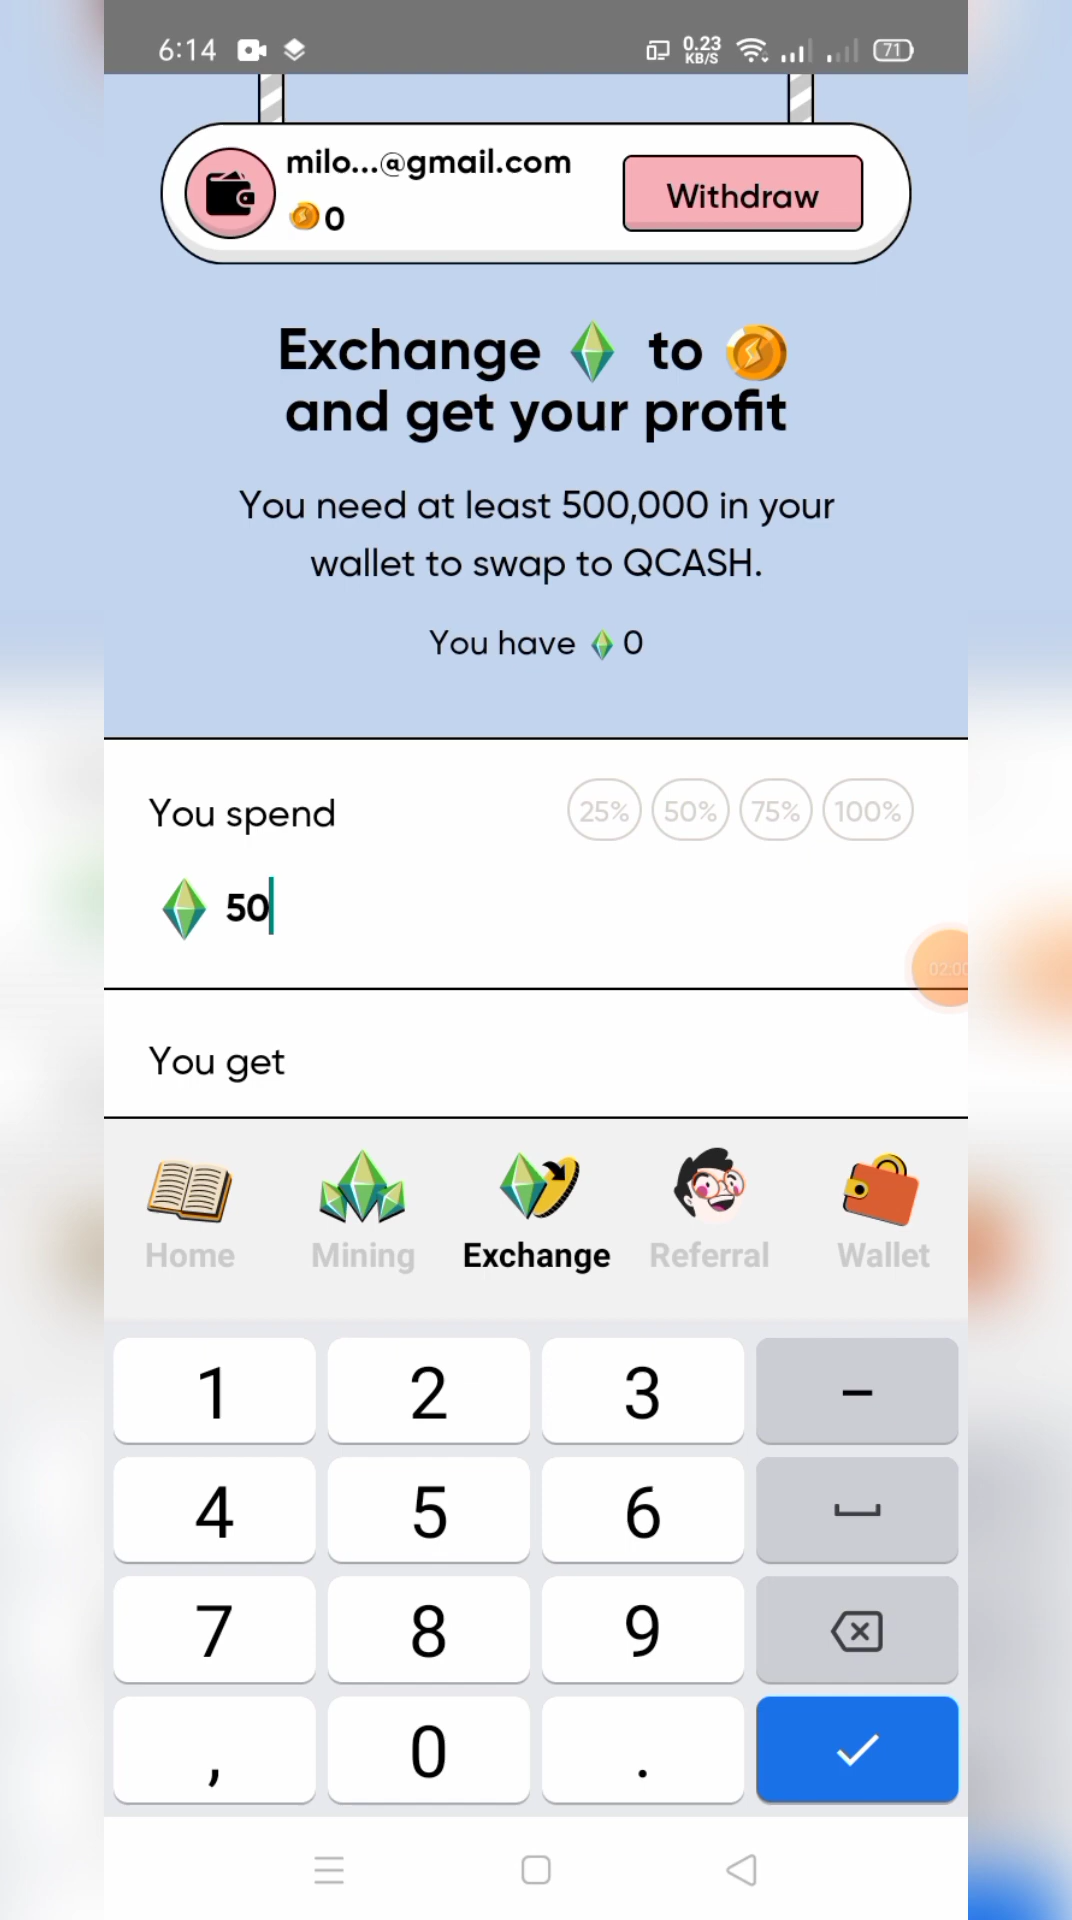 6:14 0.23 KB/S 71
milo...@gmail.com
0
Withdraw
Exchange to
and get your profit
You need at least 500,000 in your
wallet to swap to QCASH.
You have 0
You spend 25% 50% 75% 100%
50
02:00
You get
Home Mining Exchange Referral Wallet
1 2 3 -
4 5 6
7 8 9
, 0 .